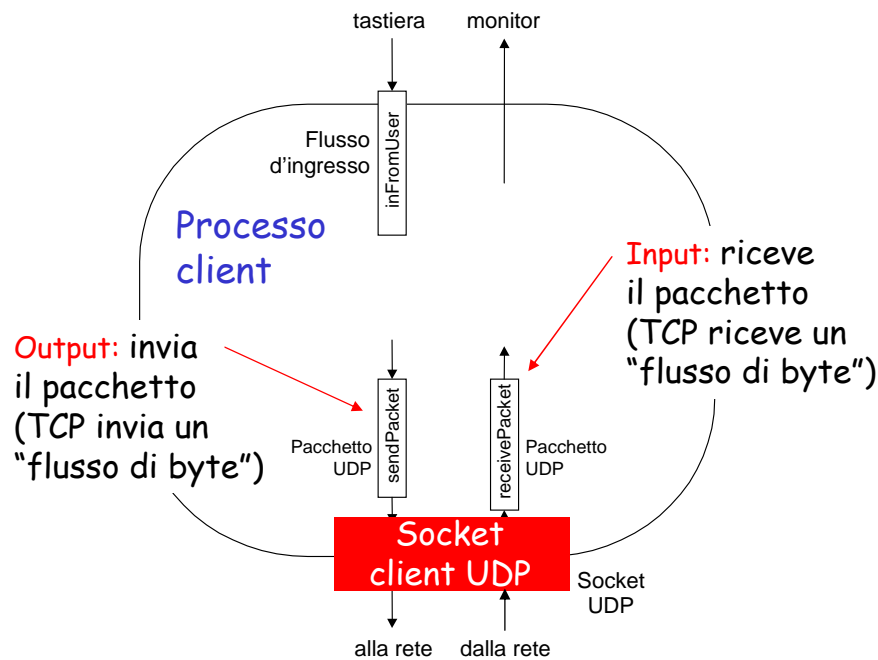 tastiera
monitor
Flusso
d'ingresso
inFromUser
Processo
client
Input: riceve
il pacchetto
(TCP riceve un
“flusso di byte”)
Output: invia
il pacchetto
(TCP invia un
“flusso di byte”)
Pacchetto
UDP
sendPacket
receivePacket
Pacchetto
UDP
Socket
client UDP
Socket
UDP
alla rete
dalla rete